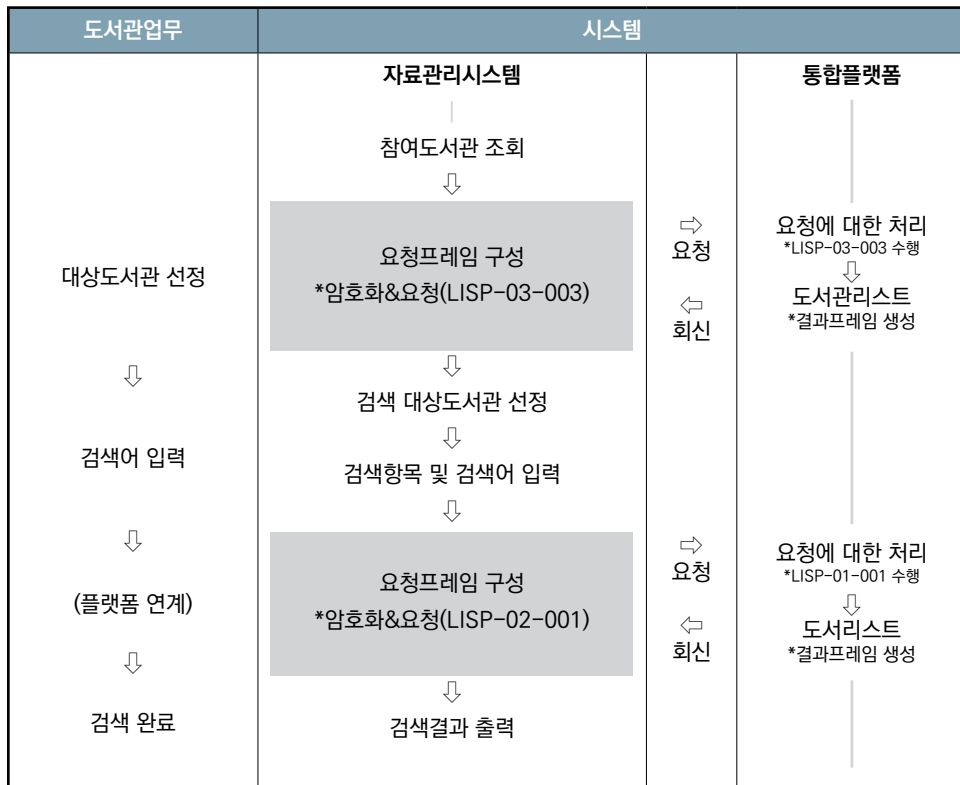 도서관업무
시스템
대상도서관 선정
⇩
검색어 입력
⇩
(플랫폼 연계)
⇩
검색 완료
자료관리시스템
참여도서관 조회
⇩
요청프레임 구성
*암호화&요청(LISP-03-003)
⇩
검색 대상도서관 선정
⇩
검색항목 및 검색어 입력
⇩
요청프레임 구성
*암호화&요청(LISP-02-001)
⇩
검색결과 출력
⇨
요청
⇦
회신
⇨
요청
⇦
회신
통합플랫폼
요청에 대한 처리
*LISP-03-003 수행
⇩
도서관리스트
*결과프레임 생성
요청에 대한 처리
*LISP-01-001 수행
⇩
도서리스트
*결과프레임 생성